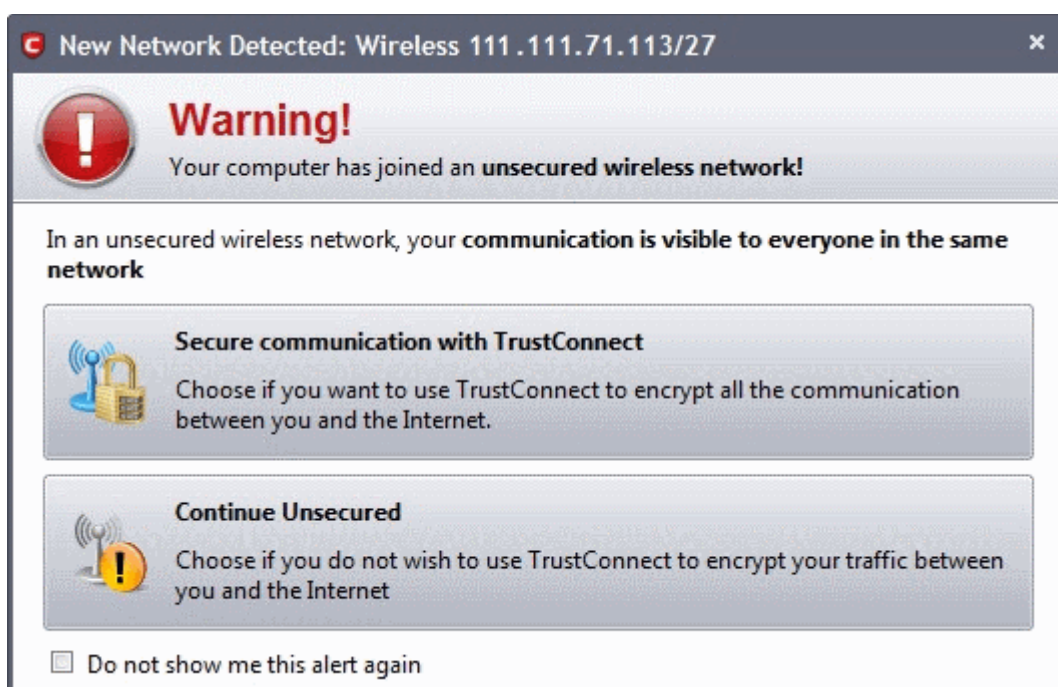 New Network Detected: Wireless 111.111.71.113/27
Warning!
Your computer has joined an unsecured wireless network!
In an unsecured wireless network, your communication is visible to everyone in the same
network
Secure communication with TrustConnect
Choose if you want to use TrustConnect to encrypt all the communication
between you and the Internet.
Continue Unsecured
Choose if you do not wish to use TrustConnect to encrypt your traffic between
you and the Internet
Do not show me this alert again